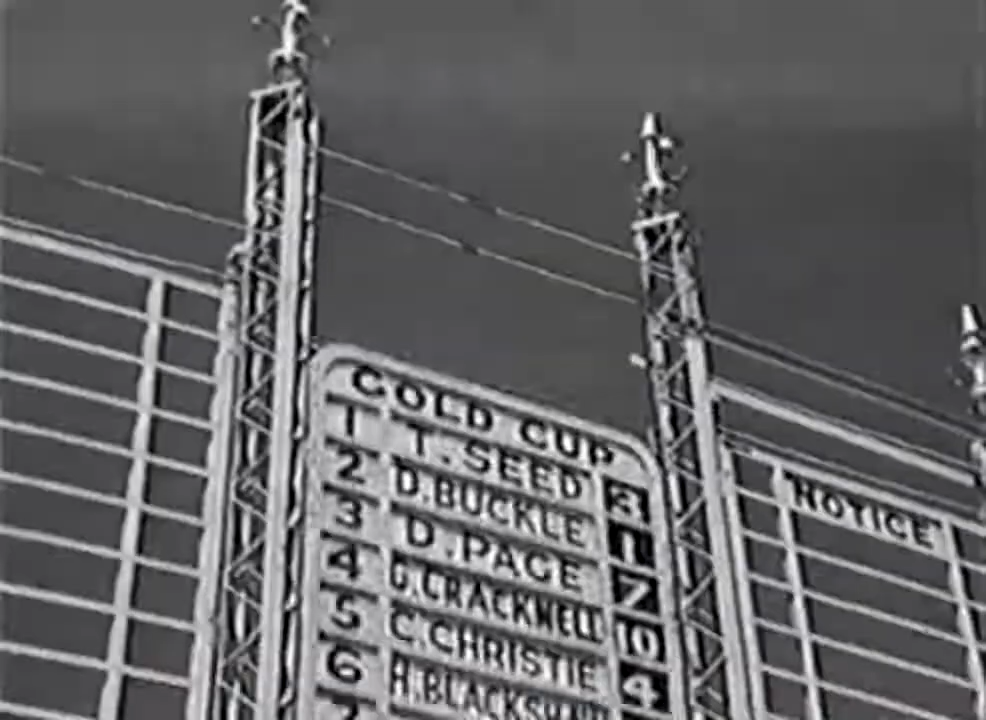 GOLD CUP
1 T. SEED 3
2 D. BUCKLE 1
3 D. PAGE 7
4 G. CRACKNELL 10
5 C. CHRISTIE 4
6
NOTICE